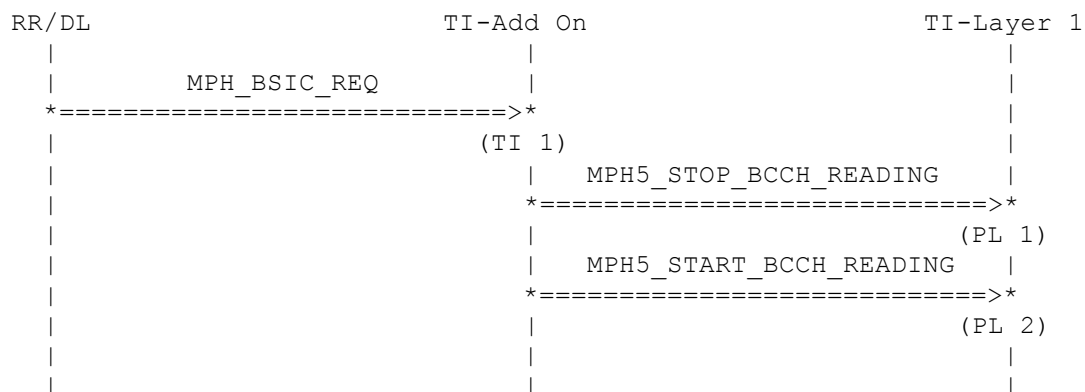 RR/DL TI-Add On TI-Layer 1
MPH_BSIC_REQ
(TI 1)
MPH5_STOP_BCCH_READING
(PL 1)
MPH5_START_BCCH_READING
(PL 2)